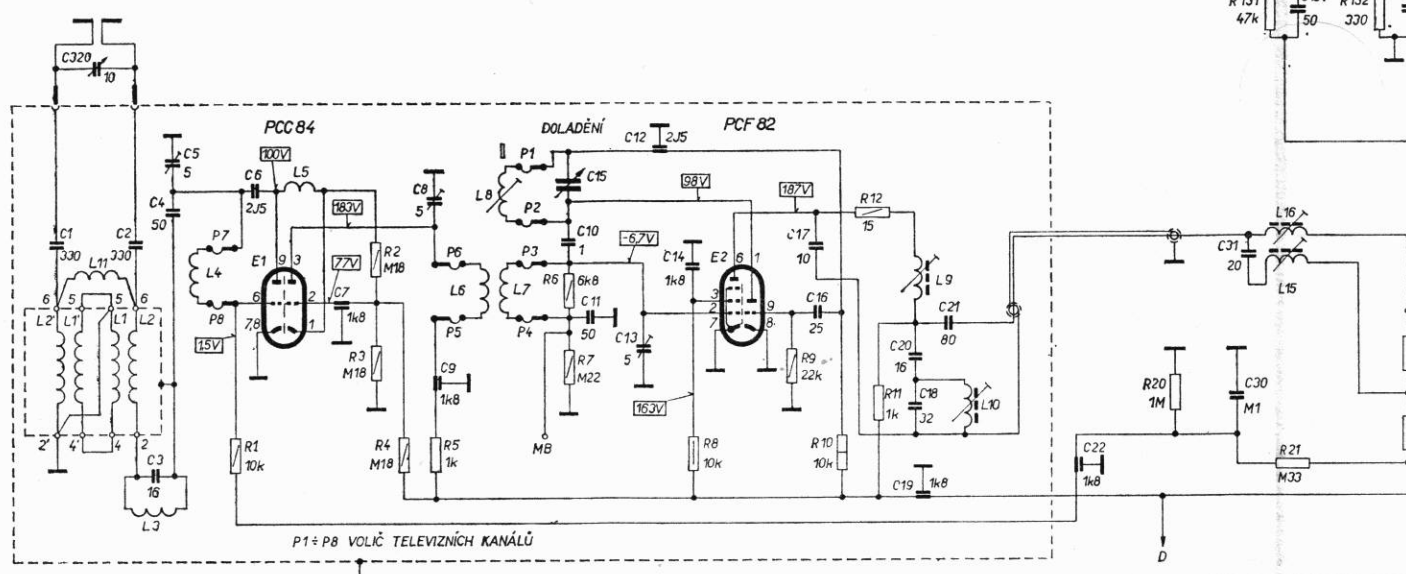 R131
47k
50
R132
330
C320
10
PCC84
DOLADĚNÍ
PCF 82
C12
2J5
C5
5
100V
L5
P1
C6
2J5
C8
5
L8
C15
98V
187V
R12
15
183V
C4
50
P2
L16
C1
330
C2
330
P7
C10
1
C17
10
L11
L4
E1
9
3
R2
M18
P6
P3
-6,7V
C14
1k8
E2
6
1
L9
C31
20
L15
6
5
5
6
P8
6
2
77V
C7
1k8
L6
L7
R6
6k8
3
2
9
C16
25
C21
80
L2'
L1'
L1
L2
7,8
1
P5
P4
C11
50
C13
5
7
8
1,5V
R3
M18
R7
M22
R9
22k
C20
16
C9
1k8
163V
R11
1k
C18
32
L10
R20
1M
C30
M1
2'
4'
4
2
R1
10k
R4
M18
R5
1k
MB
R8
10k
R10
10k
C3
16
C22
1k8
R21
M33
L3
C19
1k8
P1÷P8 VOLIČ TELEVIZNÍCH KANÁLŮ
D